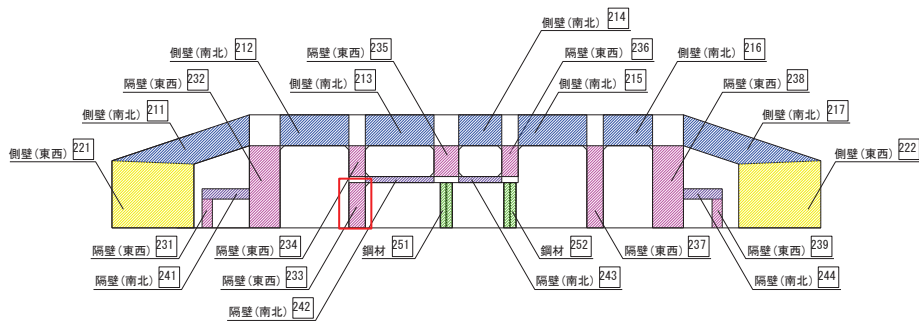 側壁(南北) 214
側壁(南北) 212
隔壁(東西) 235
隔壁(東西) 236
側壁(南北) 216
隔壁(東西) 232
側壁(南北) 213
側壁(南北) 215
隔壁(東西) 238
側壁(南北) 211
側壁(南北) 217
側壁(東西) 221
側壁(東西) 222
隔壁(東西) 231
隔壁(東西) 234
鋼材 251
鋼材 252
隔壁(東西) 237
隔壁(東西) 239
隔壁(南北) 241
隔壁(東西) 233
隔壁(南北) 243
隔壁(南北) 244
隔壁(南北) 242